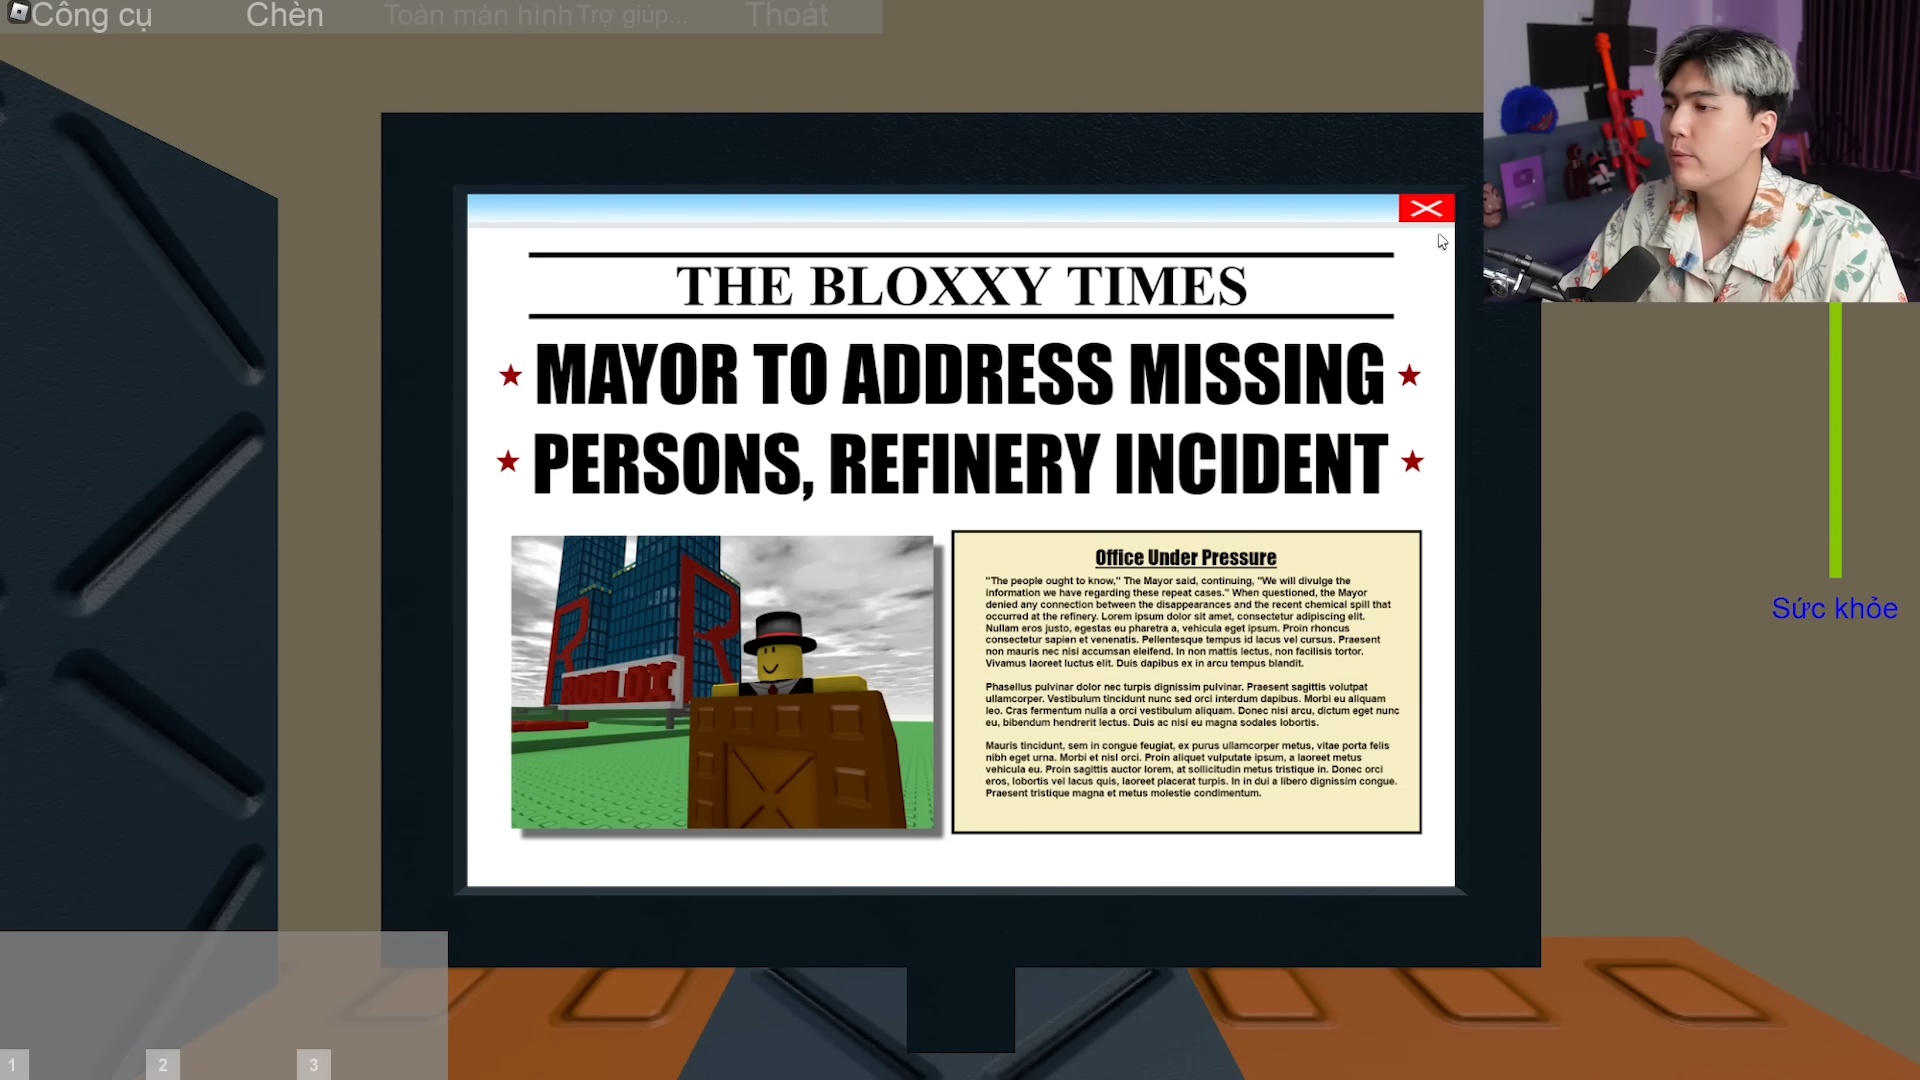 Công cụ Chèn Toàn màn hình Trợ giúp... Thoát
THE BLOXXY TIMES
MAYOR TO ADDRESS MISSING
PERSONS, REFINERY INCIDENT
ROBLOX
Office Under Pressure
"The people ought to know," The Mayor said, continuing, "We will divulge the
information we have regarding these repeat cases." When questioned, the Mayor
denied any connection between the disappearances and the recent chemical spill that
occurred at the refinery. Lorem ipsum dolor sit amet, consectetur adipiscing elit.
Nullam eros justo, egestas eu pharetra a, vehicula eget ipsum. Proin rhoncus
consectetur sapien et venenatis. Pellentesque tempus id lacus vel cursus. Praesent
non mauris nec nisi accumsan eleifend. In non mattis lectus, non facilisis tortor.
Vivamus laoreet luctus elit. Duis dapibus ex in arcu tempus blandit.
Phasellus pulvinar dolor nec turpis dignissim pulvinar. Praesent sagittis volutpat
ullamcorper. Vestibulum tincidunt nunc sed orci interdum dapibus. Morbi eu aliquam
leo. Cras fermentum nulla a orci vestibulum aliquam. Donec nisi arcu, dictum eget nunc
eu, bibendum hendrerit lectus. Duis ac nisi eu magna sodales lobortis.
Mauris tincidunt, sem in congue feugiat, ex purus ullamcorper metus, vitae porta felis
nibh eget urna. Morbi et nisl orci. Proin aliquet vulputate ipsum, a laoreet metus
vehicula eu. Proin sagittis auctor lorem, at sollicitudin metus tristique in. Donec orci
eros, lobortis vel lacus quis, laoreet placerat turpis. In in dui a libero dignissim congue.
Praesent tristique magna et metus molestie condimentum.
Sức khỏe
1 2 3